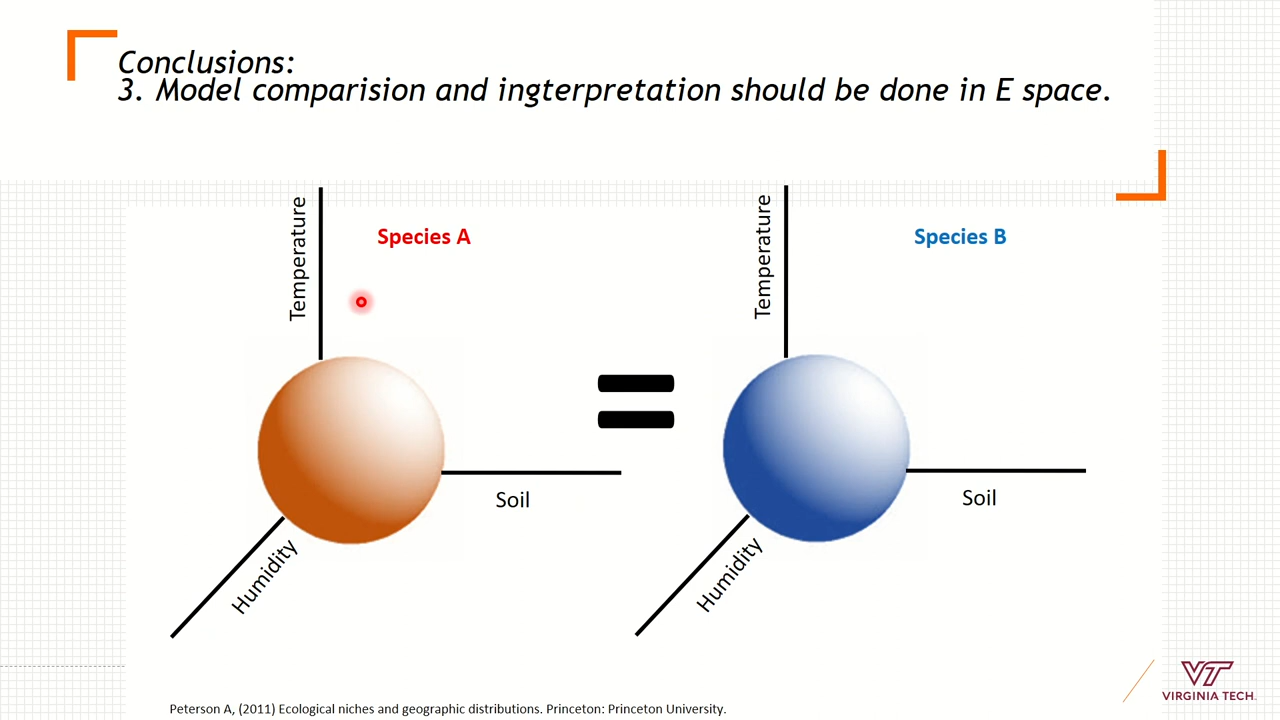 Conclusions:
3. Model comparision and ingterpretation should be done in E space.
Temperature
Species A
Temperature
Species B
Soil
Soil
Humidity
Humidity
Peterson A, (2011) Ecological niches and geographic distributions. Princeton: Princeton University.
VT
VIRGINIA TECH